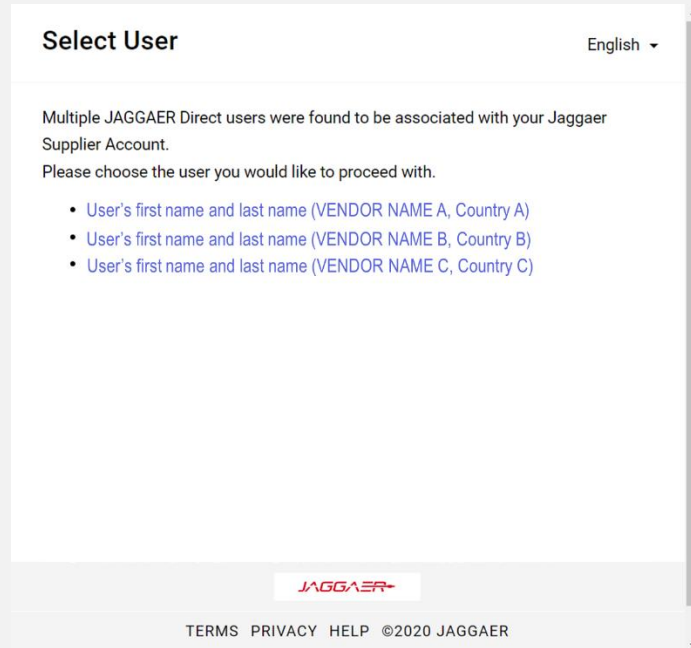 Select User
English
Multiple JAGGAER Direct users were found to be associated with your Jaggaer
Supplier Account.
Please choose the user you would like to proceed with.
• User's first name and last name (VENDOR NAME A, Country A)
• User's first name and last name (VENDOR NAME B, Country B)
• User's first name and last name (VENDOR NAME C, Country C)
JAGGAER
TERMS PRIVACY HELP ©2020 JAGGAER